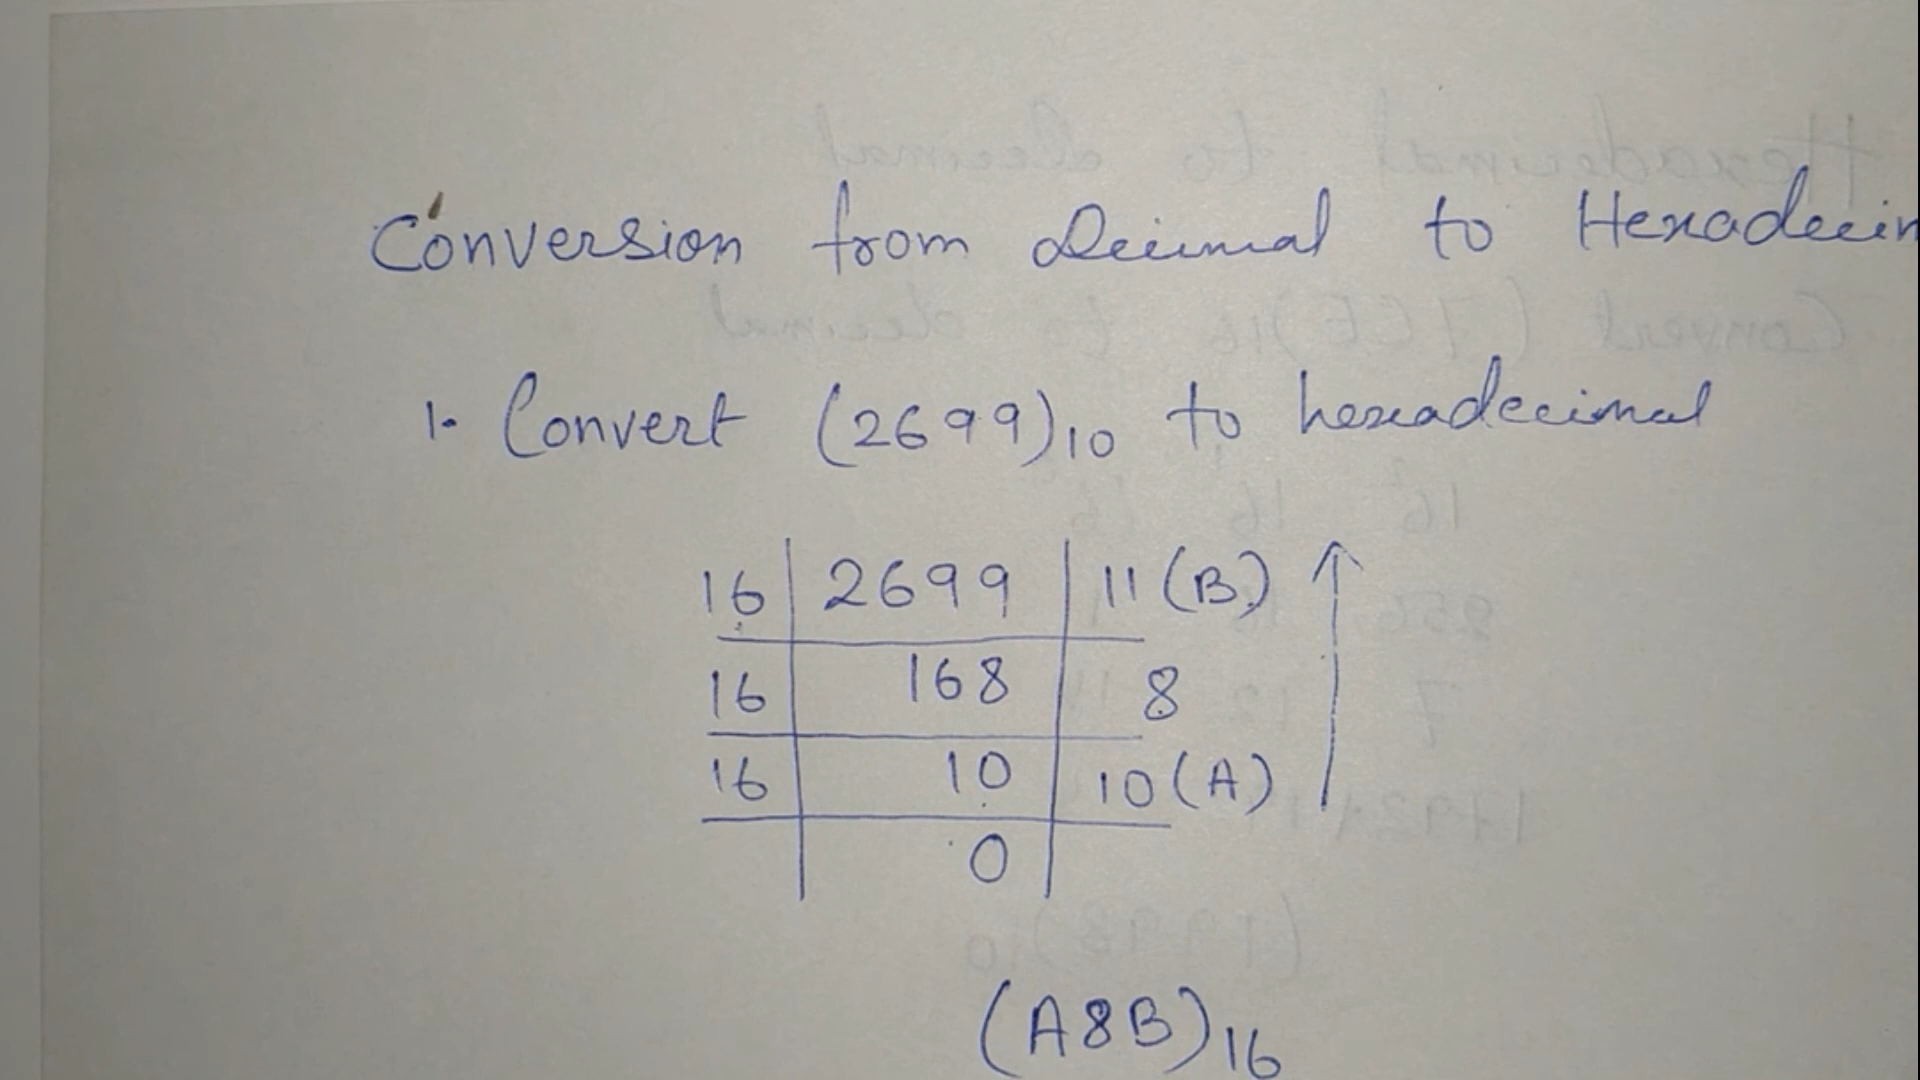 Conversion from Decimal to Hexadecim
1. Convert (2699)10 to hexadecimal
16 2699 11 (B)
16 168 8
16 10 10 (A)
0
(A8B)16